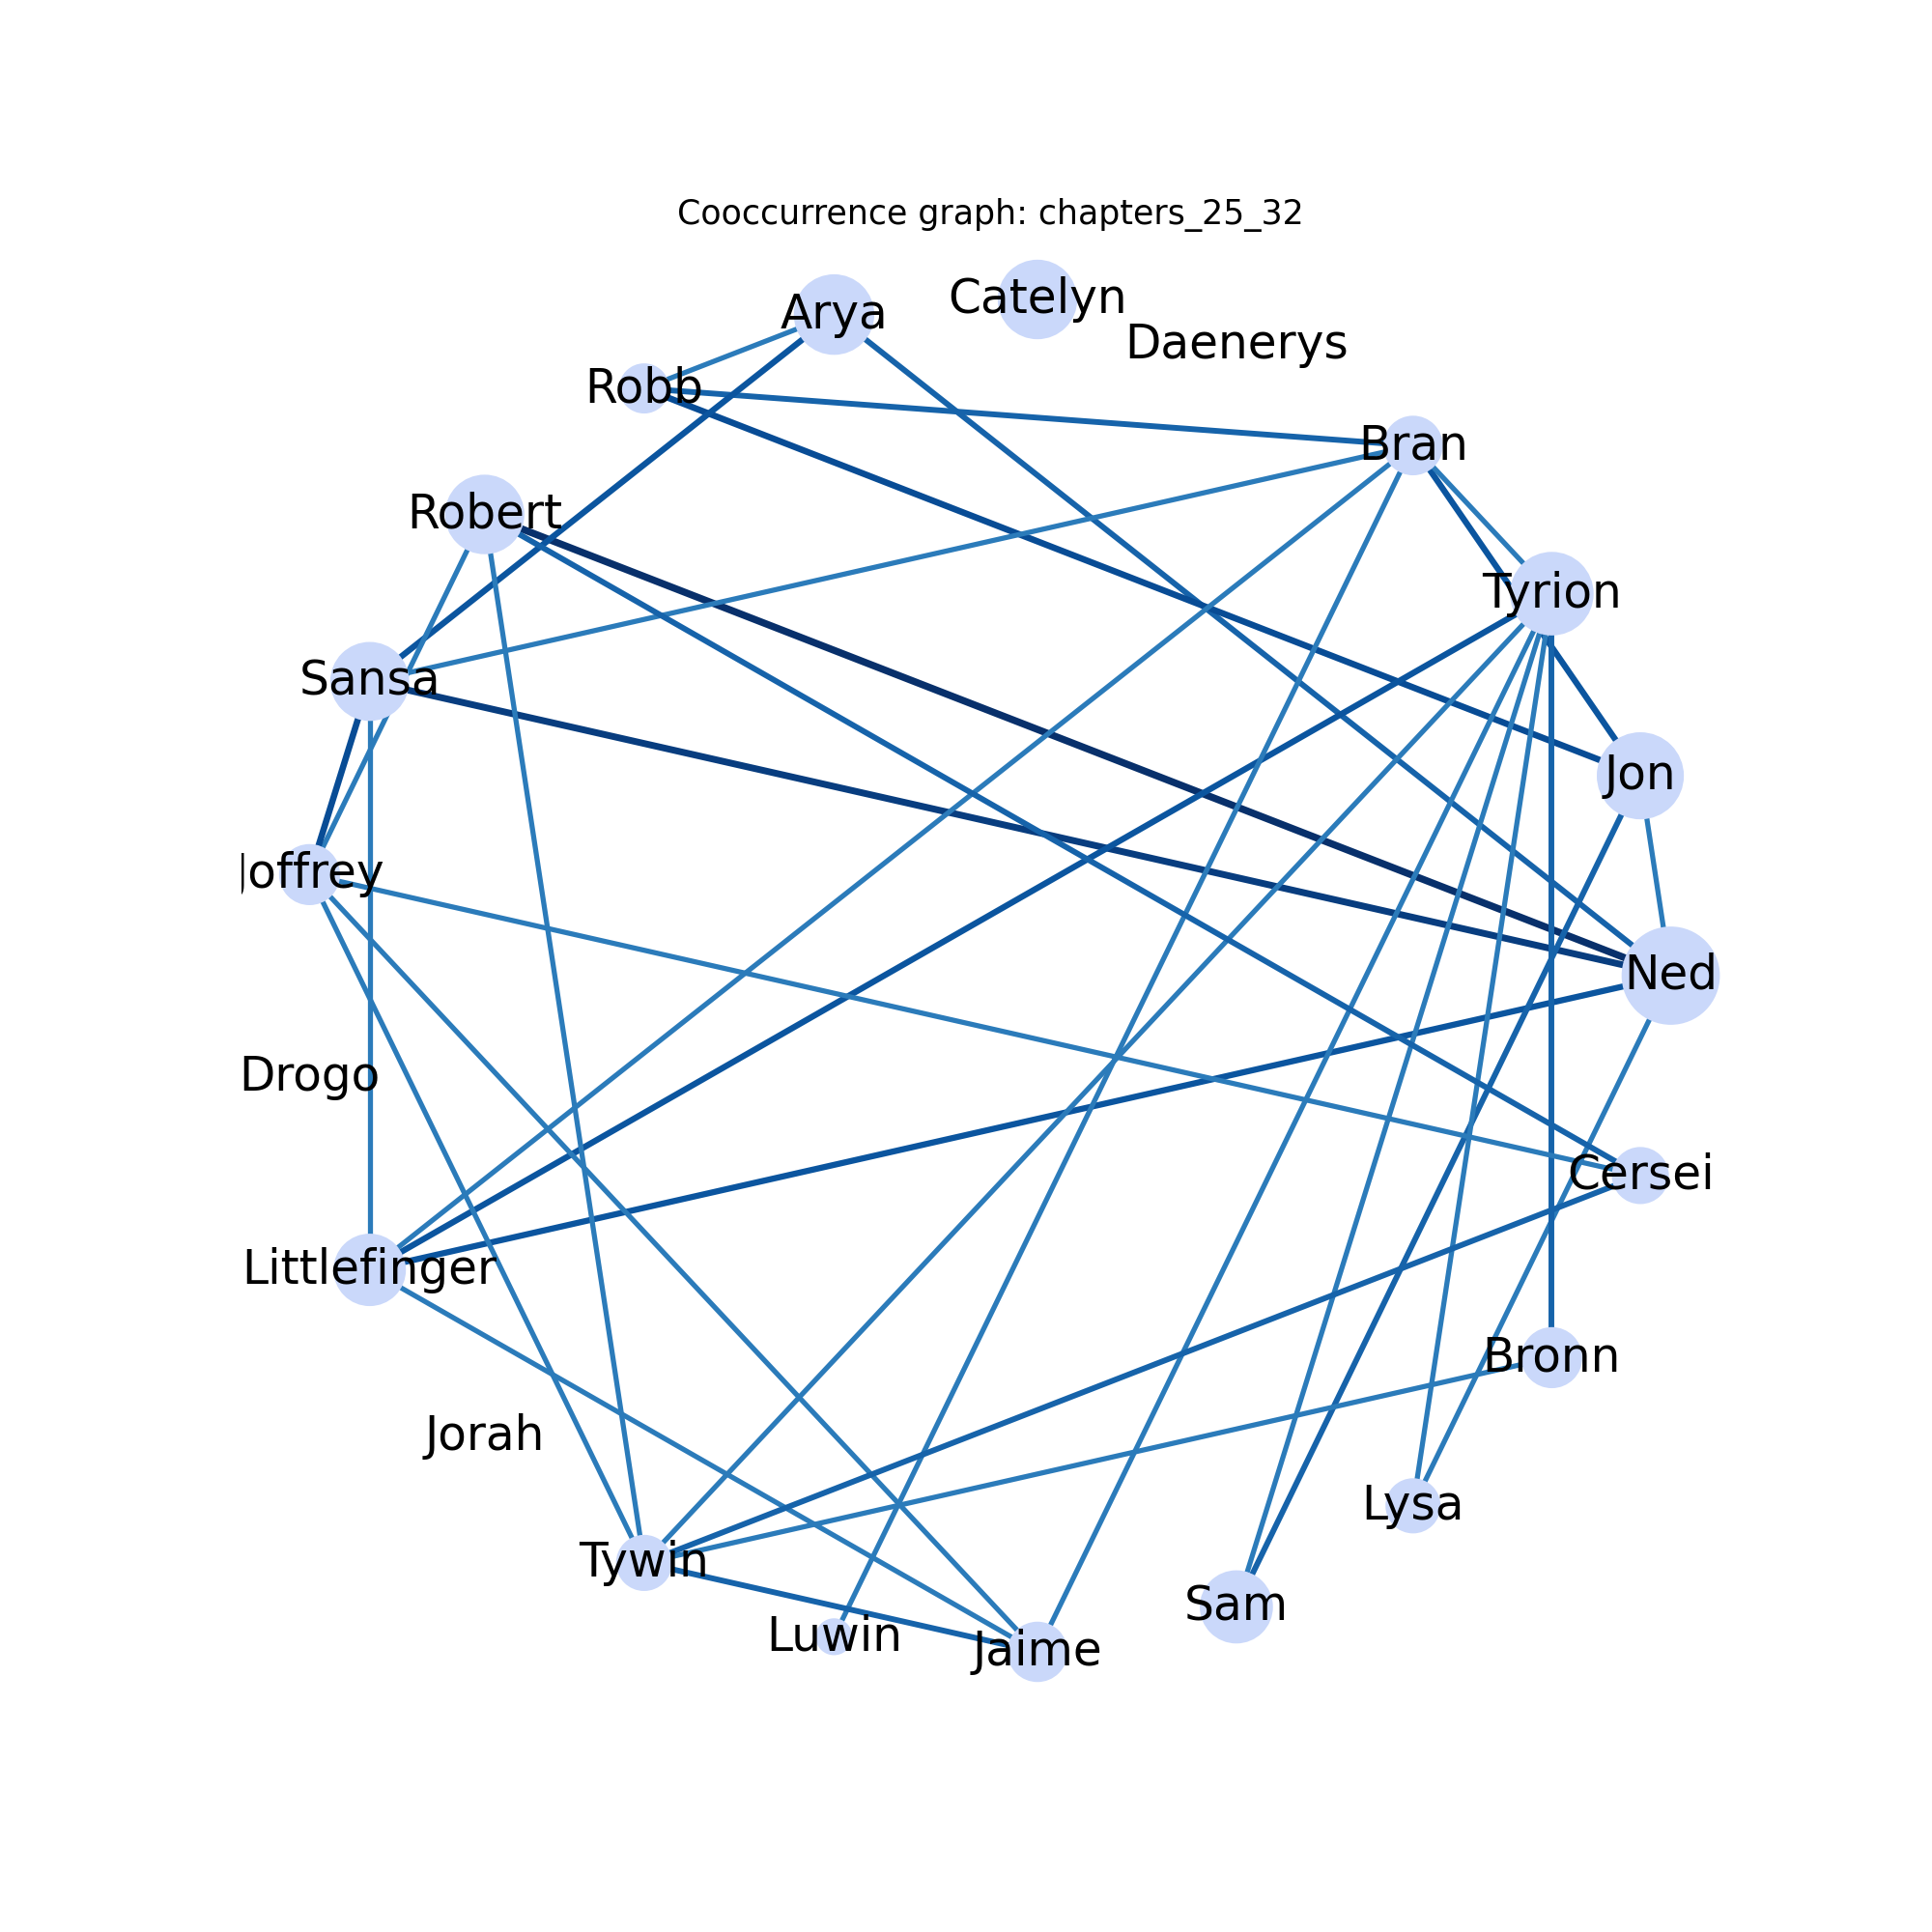 Cooccurrence graph: chapters_25_32
Catelyn
Arya
Daenerys
Robb
Bran
Robert
Tyrion
Sansa
Jon
Joffrey
Ned
Drogo
Cersei
Littlefinger
Bronn
Jorah
Lysa
Tywin
Sam
Luwin
Jaime